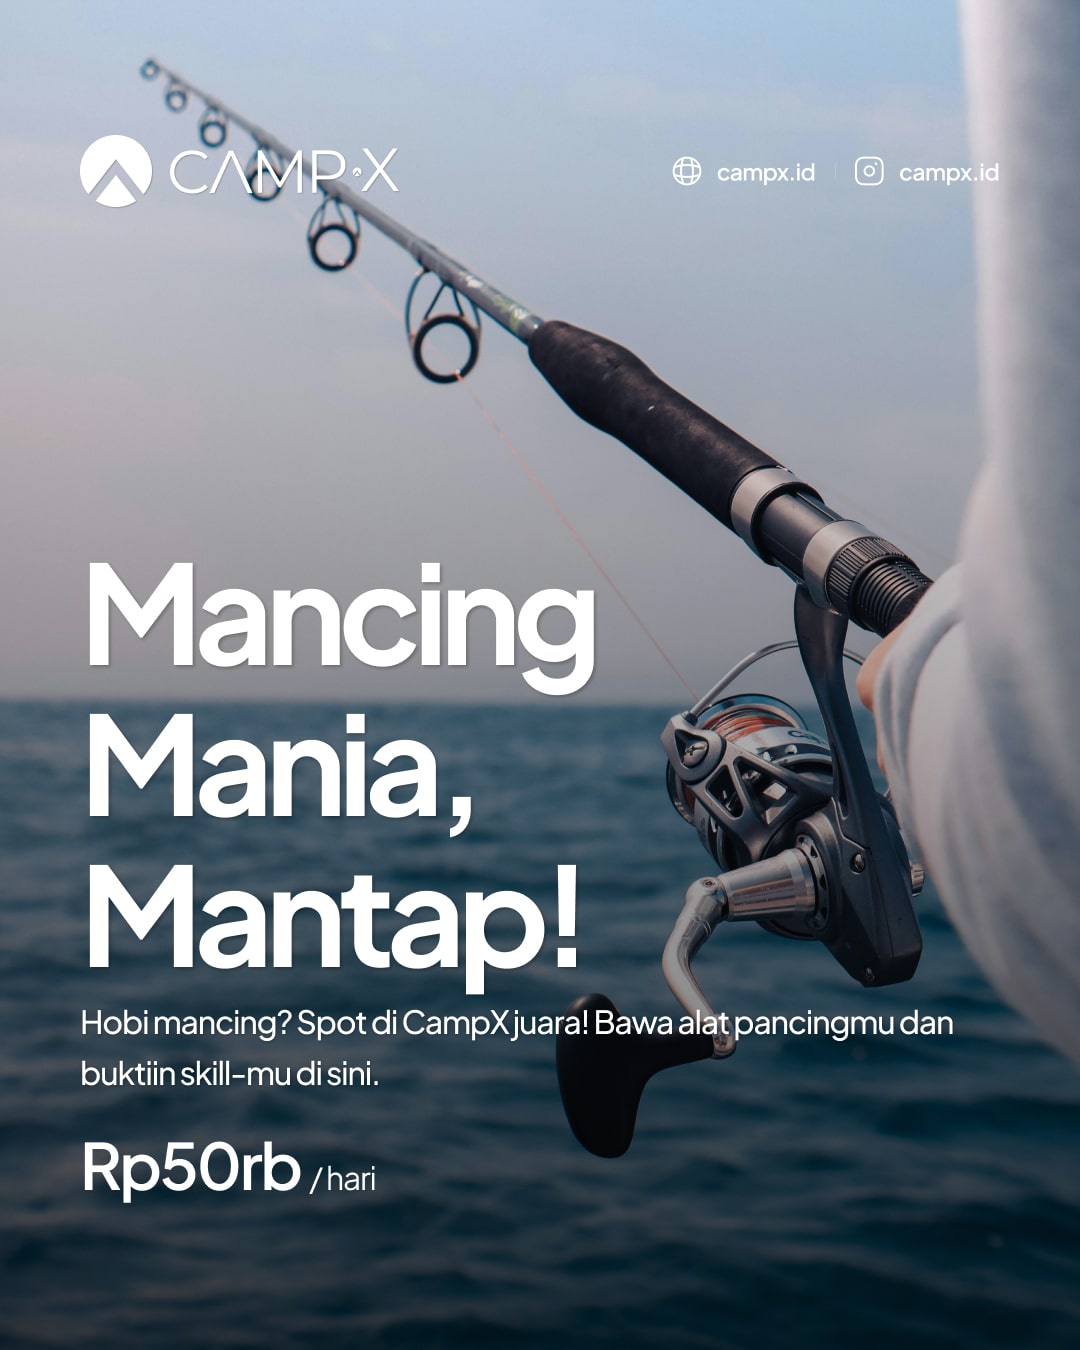 CAMP X
campx.id
campx.id
Mancing
Mania,
Mantap!
Hobi mancing? Spot di CampX juara! Bawa alat pancingmu dan
buktiin skill-mu di sini.
Rp50rb / hari